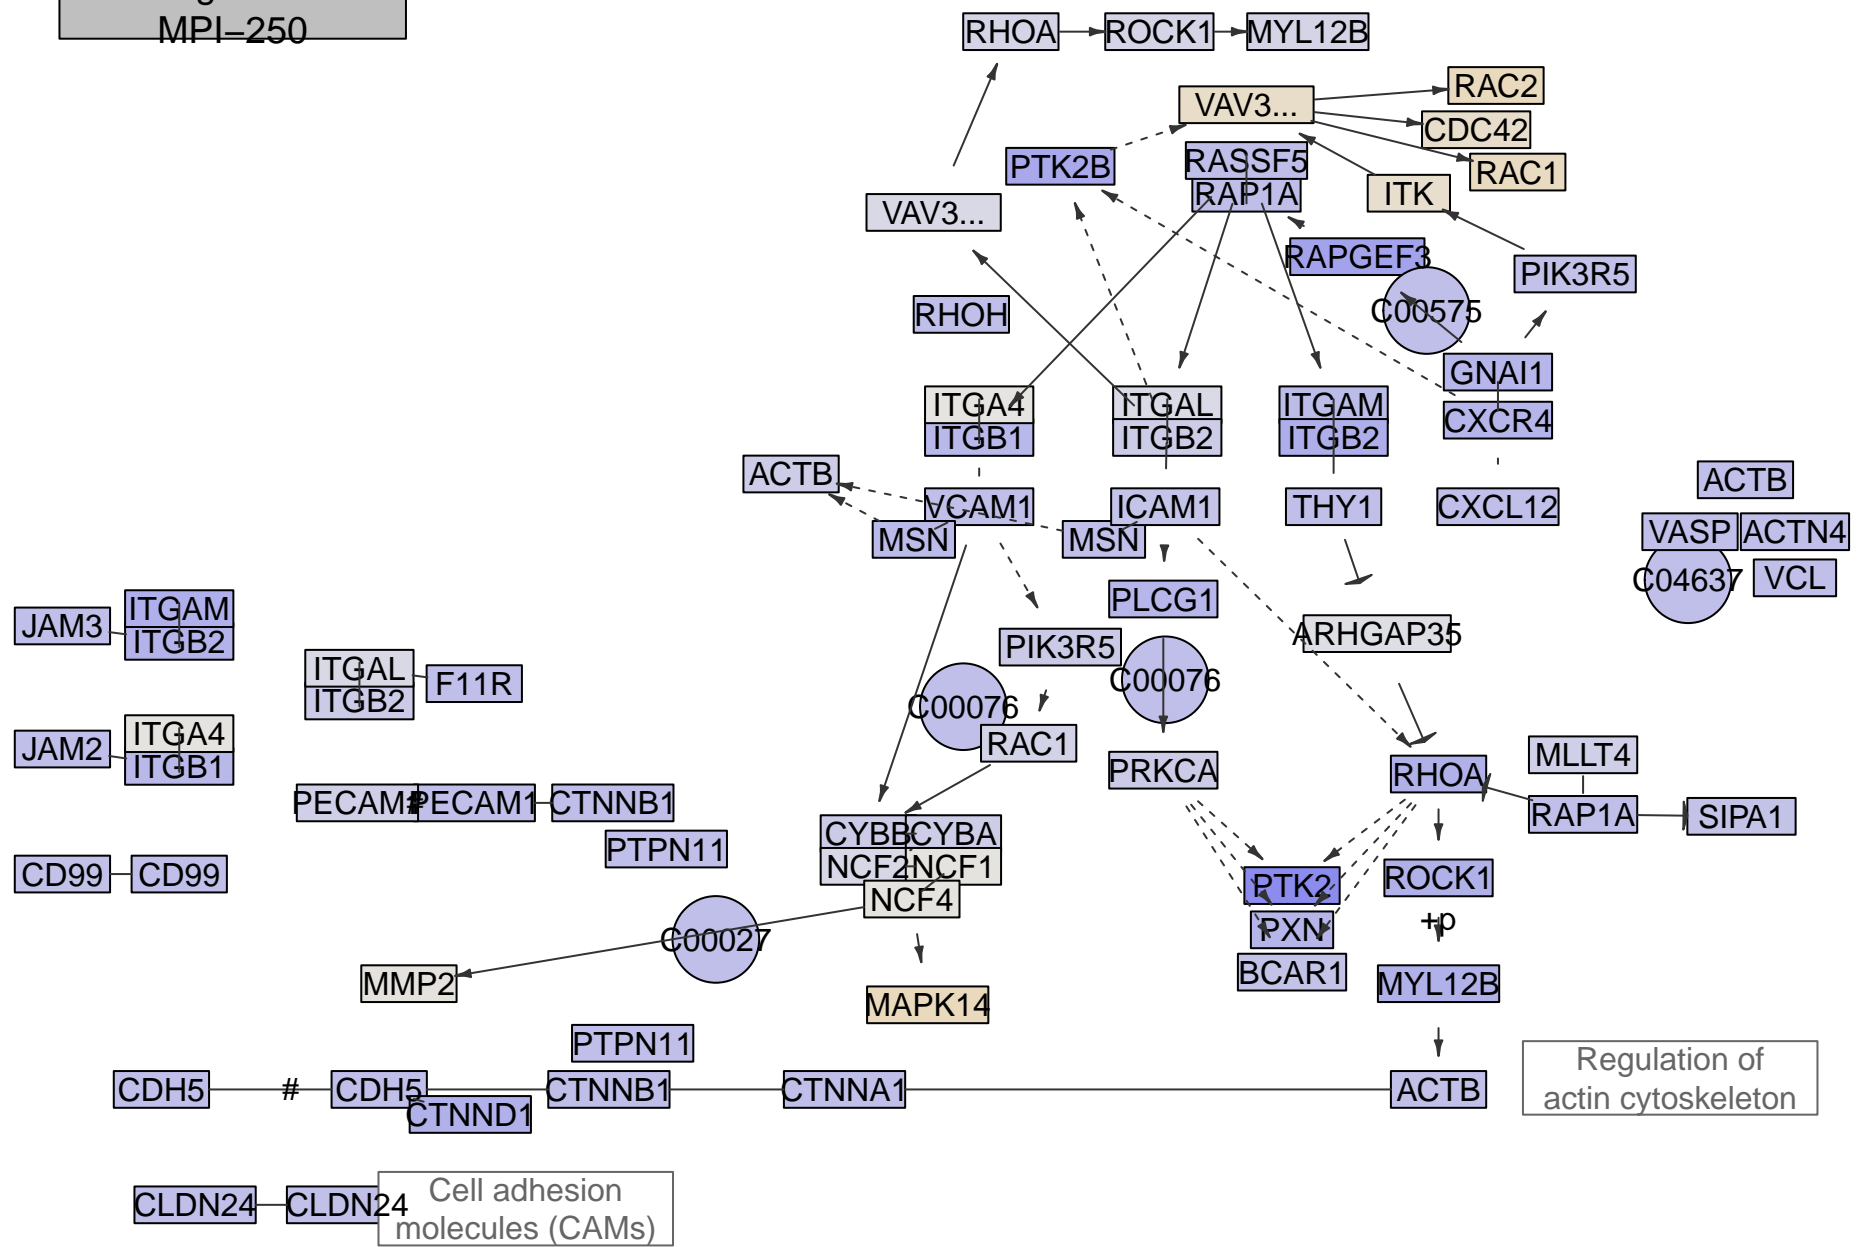 MPI–250
RHOA ROCK1 MYL12B
RAC2
VAV3...
CDC42
RASSF5
PTK2B
RAC1
RAP1A
ITK
VAV3...
RAPGEF3
PIK3R5
C00575
RHOH
GNAI1
ITGA4 ITGAL ITGAM
CXCR4
ITGB1 ITGB2 ITGB2
ACTB
ACTB
VCAM1 ICAM1 THY1 CXCL12
VASP ACTN4
MSN MSN
C04637 VCL
PLCG1
ITGAM
JAM3
ITGB2
ARHGAP35
PIK3R5
ITGAL
F11R
C00076
ITGB2
C00076
ITGA4
RAC1
JAM2
ITGB1
MLLT4
PRKCA
RHOA
PECAM1 # PECAM1 CTNNB1
RAP1A SIPA1
CYBB CYBA
PTPN11
NCF2 NCF1
CD99 CD99
ROCK1
PTK2
NCF4
+p
PXN
C00027
BCAR1
MMP2
MYL12B
MAPK14
PTPN11
Regulation of
actin cytoskeleton
CDH5 # CDH5 CTNNB1 CTNNA1 ACTB
CTNND1
Cell adhesion
molecules (CAMs)
CLDN24 CLDN24